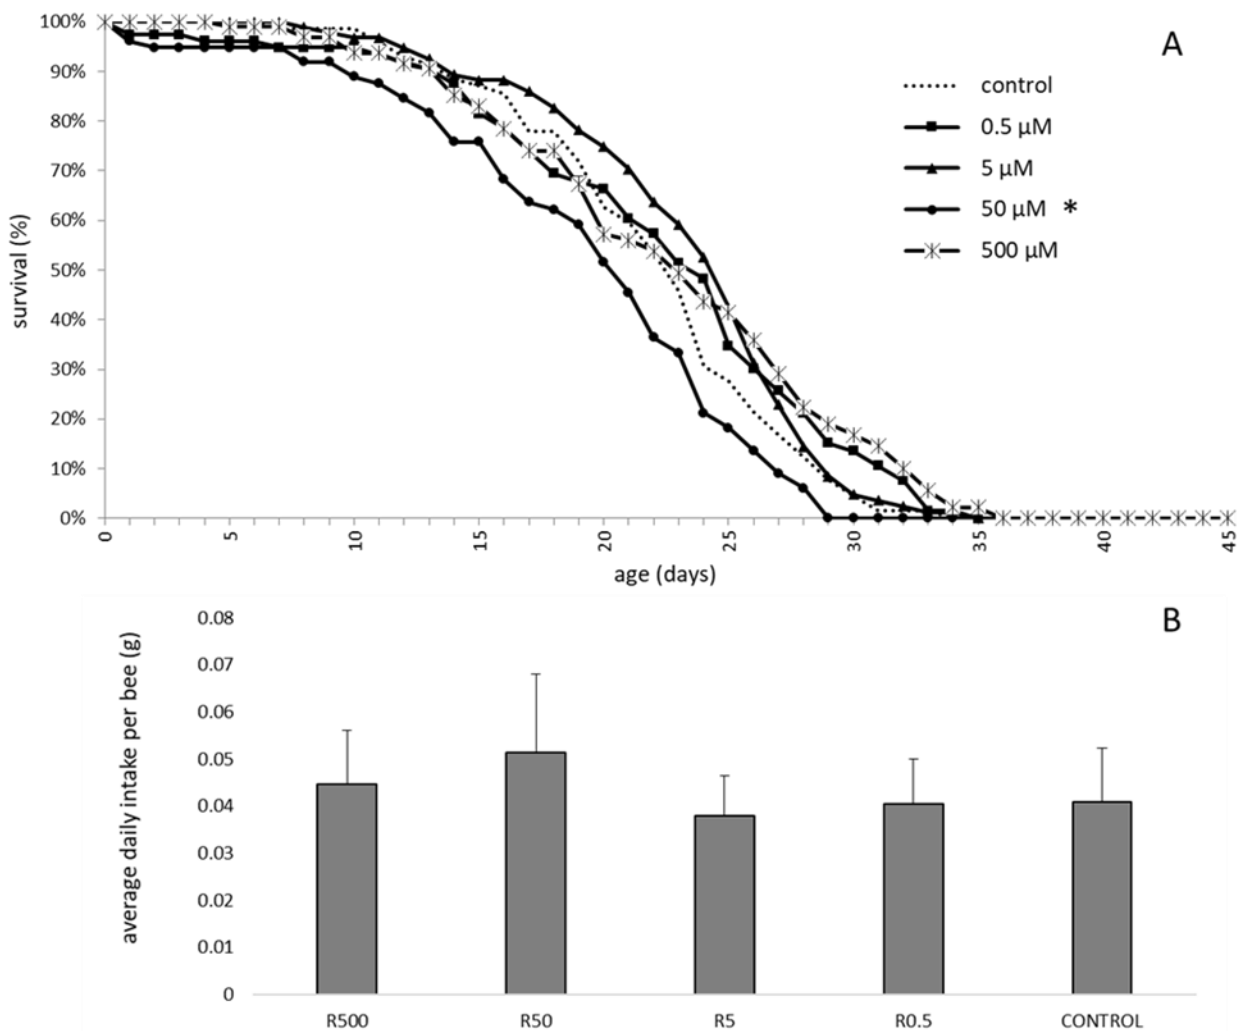 A
100%
90%
80%
70%
60%
50%
40%
30%
20%
10%
0%
survival (%)
control
0.5 µM
5 µM
50 µM *
500 µM
0 5 10 15 20 25 30 35 40 45
age (days)
B
average daily intake per bee (g)
0.08
0.07
0.06
0.05
0.04
0.03
0.02
0.01
0
R500 R50 R5 R0.5 CONTROL